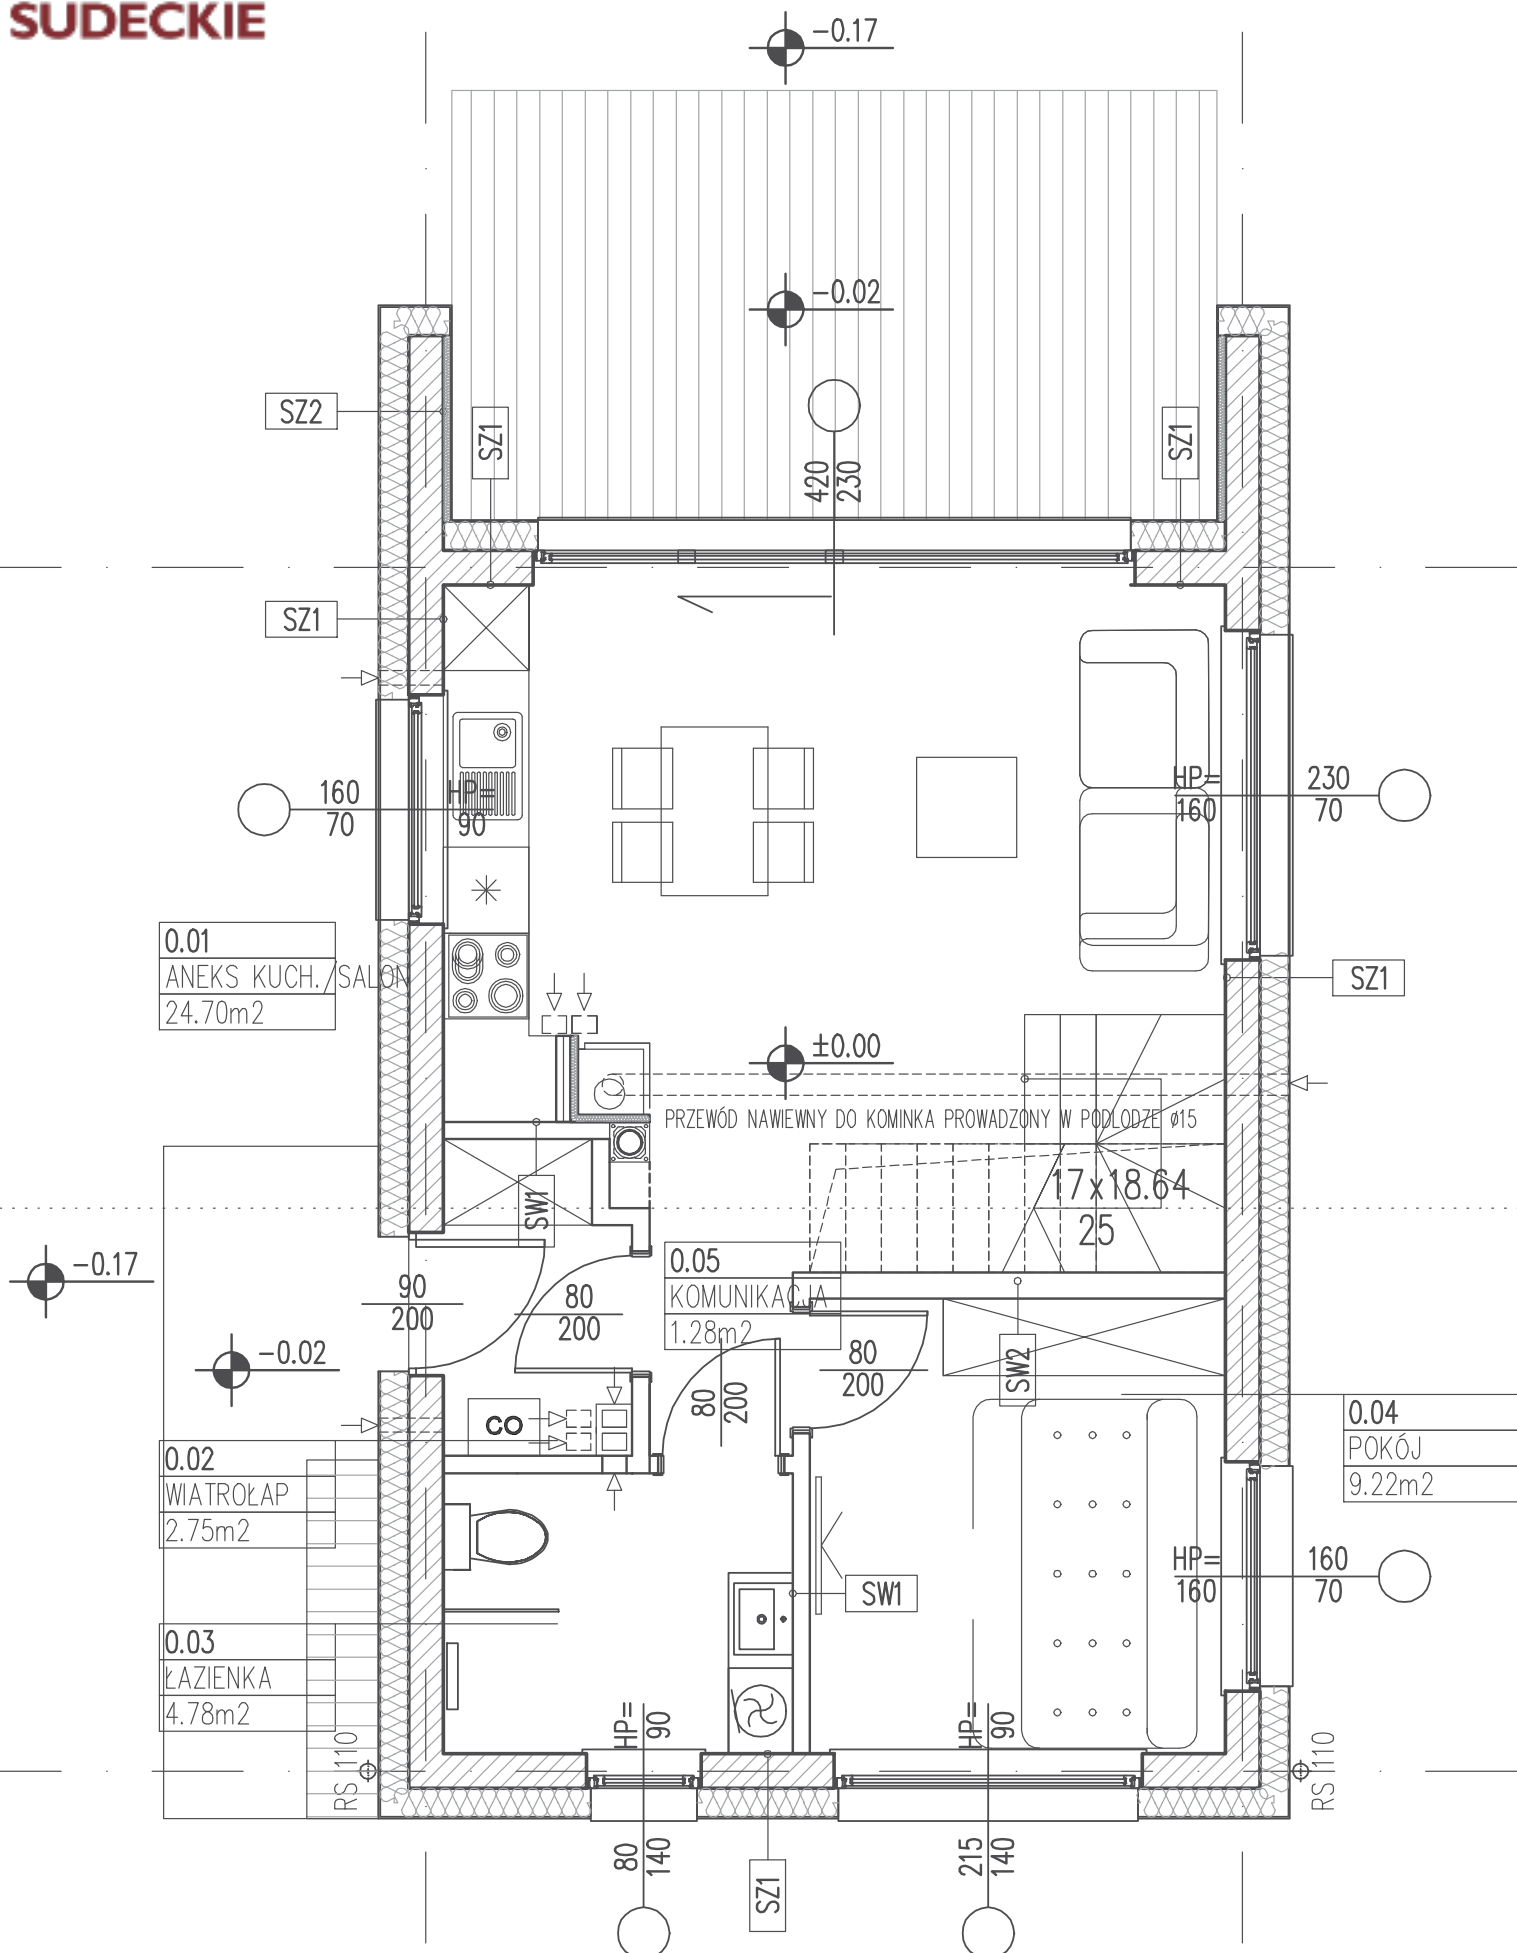 SUDECKIE
-0.17
-0.02
SZ2
SZ1
SZ1
420
230
SZ1
160
70
HP=
90
HP=
160
230
70
0.01
ANEKS KUCH./SALON
24.70m2
SZ1
±0.00
PRZEWÓD NAWIEWNY DO KOMINKA PROWADZONY W PODLODZE ø15
17x18.64
25
SW1
-0.17
90
200
80
200
0.05
KOMUNIKACJA
1.28m2
-0.02
80
200
80
200
SW2
CO
0.04
POKÓJ
9.22m2
0.02
WIATROŁAP
2.75m2
HP=
160
160
70
SW1
0.03
ŁAZIENKA
4.78m2
HP=
90
HP=
90
RS 110
RS 110
80
140
SZ1
215
140